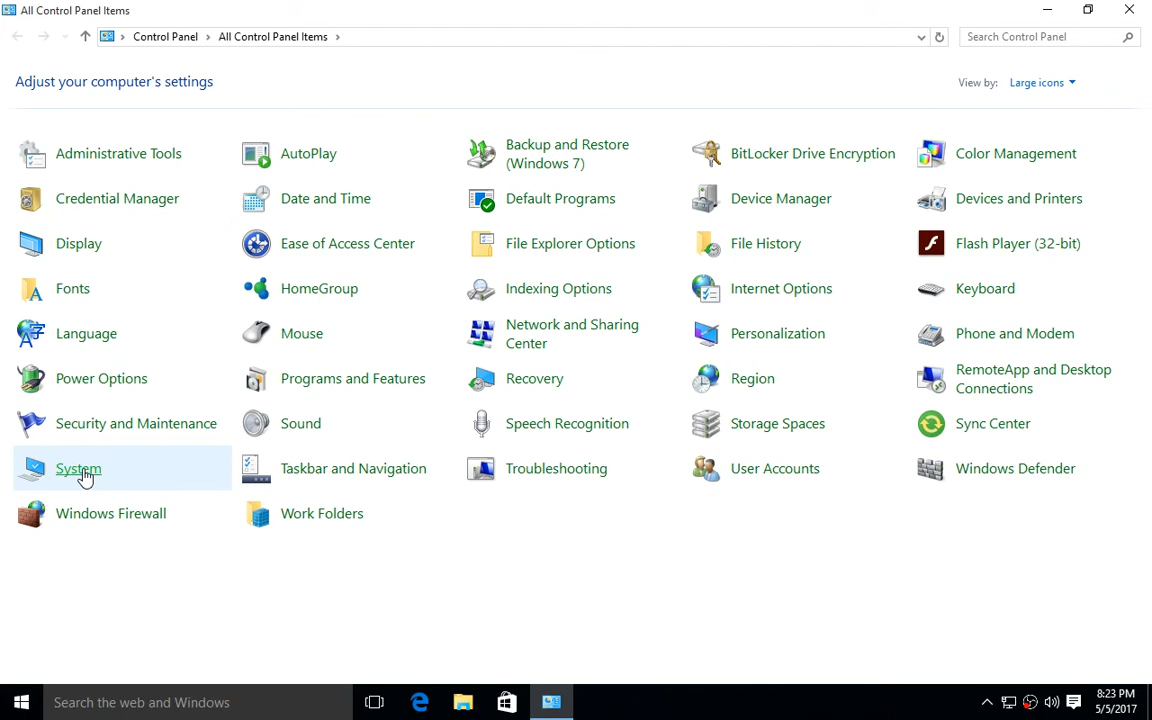 All Control Panel Items
Control Panel > All Control Panel Items >
Search Control Panel
Adjust your computer's settings
View by: Large icons
Administrative Tools
AutoPlay
Backup and Restore
(Windows 7)
BitLocker Drive Encryption
Color Management
Credential Manager
Date and Time
Default Programs
Device Manager
Devices and Printers
Display
Ease of Access Center
File Explorer Options
File History
Flash Player (32-bit)
Fonts
HomeGroup
Indexing Options
Internet Options
Keyboard
Language
Mouse
Network and Sharing
Center
Personalization
Phone and Modem
Power Options
Programs and Features
Recovery
Region
RemoteApp and Desktop
Connections
Security and Maintenance
Sound
Speech Recognition
Storage Spaces
Sync Center
System
Taskbar and Navigation
Troubleshooting
User Accounts
Windows Defender
Windows Firewall
Work Folders
Search the web and Windows
8:23 PM
5/5/2017